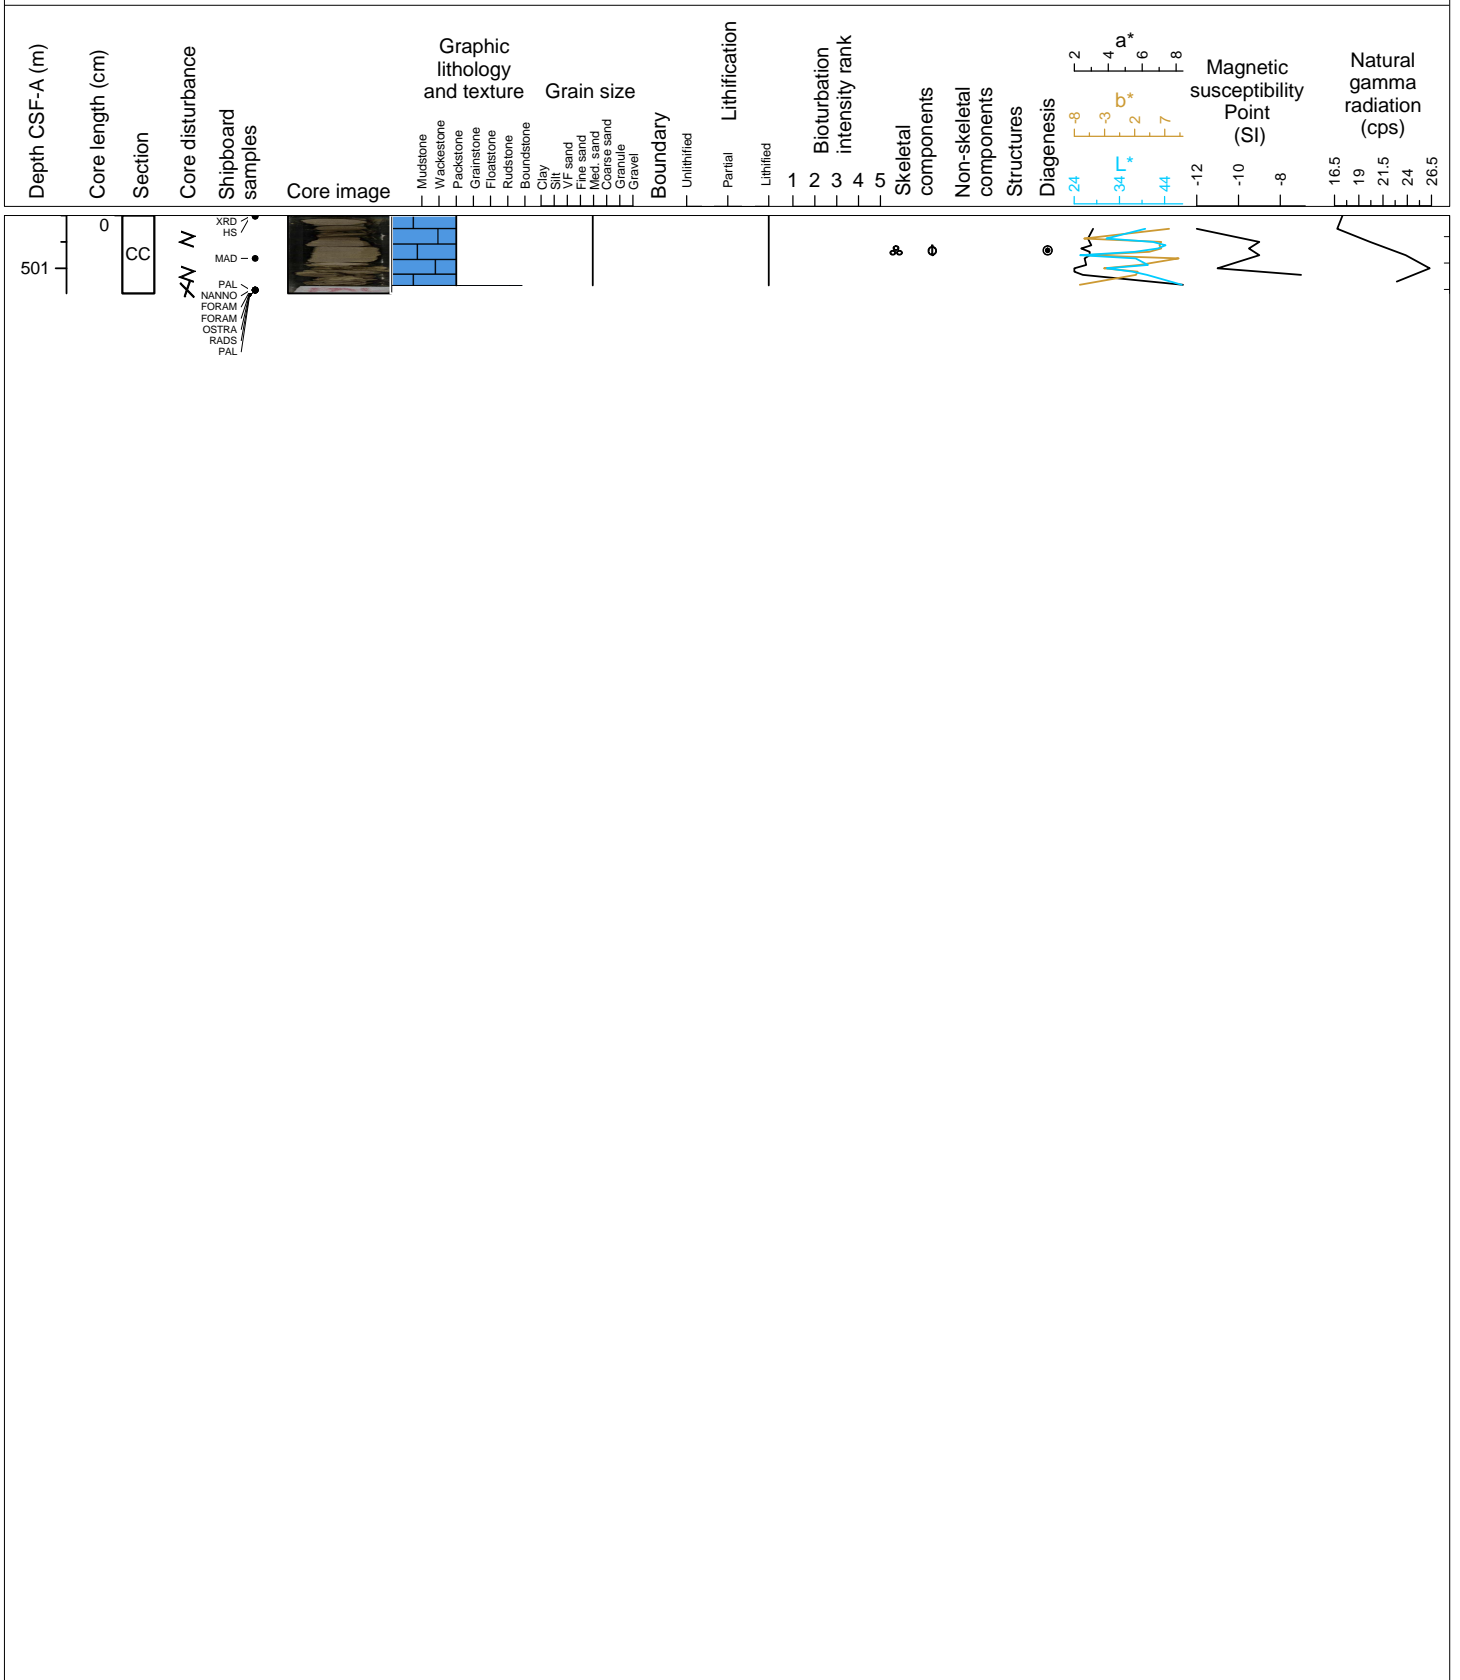 Depth CSF-A (m)
Core length (cm)
Section
Core disturbance
Shipboard
samples
Core image
Graphic
lithology
and texture
Mudstone
Wackestone
Packstone
Grainstone
Floatstone
Rudstone
Boundstone
Grain size
Clay
Silt
VF sand
Fine sand
Med. sand
Coarse sand
Granule
Gravel
Boundary
Lithification
Unlithified
Partial
Lithified
Bioturbation
intensity rank
1 2 3 4 5
Skeletal
components
Non-skeletal
components
Structures
Diagenesis
a*
2 4 6 8
b*
-8 -3 2 7
L*
24 34 44
Magnetic
susceptibility
Point
(SI)
-12 -10 -8
Natural
gamma
radiation
(cps)
16.5 19 21.5 24 26.5
0
501
CC
XRD
HS
MAD
PAL
NANNO
FORAM
FORAM
OSTRA
RADS
PAL